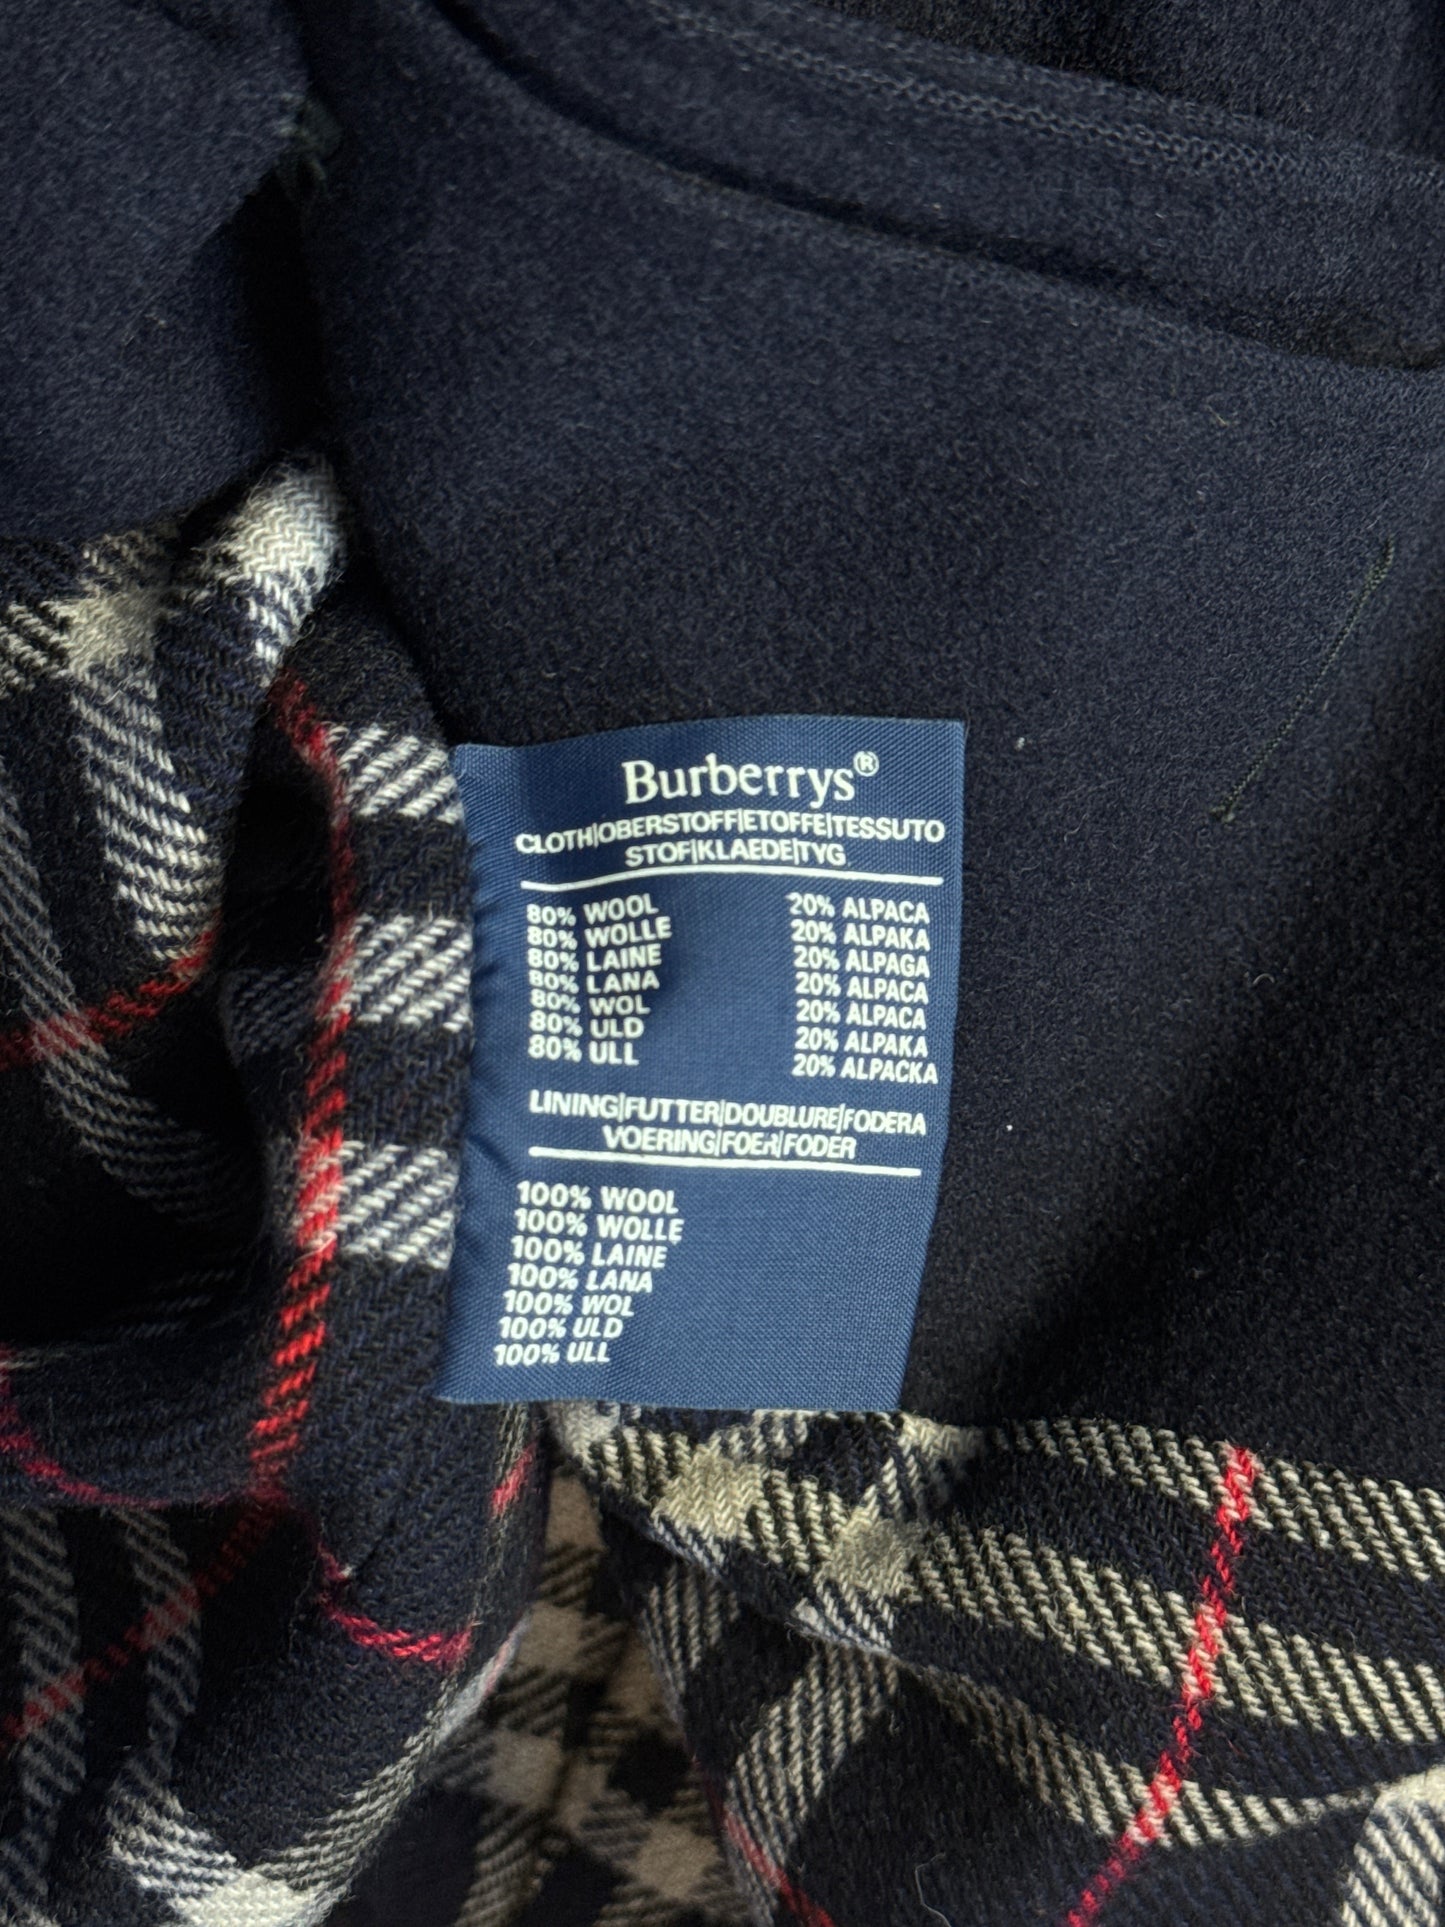 Burberrys®
CLOTH|OBERSTOFF|ETOFFE|TESSUTO
STOF|KLAEDE|TYG
80% WOOL 20% ALPACA
80% WOLLE 20% ALPAKA
80% LAINE 20% ALPAGA
80% LANA 20% ALPACA
80% WOL 20% ALPACA
80% ULD 20% ALPAKA
80% ULL 20% ALPACKA
LINING|FUTTER|DOUBLURE|FODERA
VOERING|FOER|FODER
100% WOOL
100% WOLLE
100% LAINE
100% LANA
100% WOL
100% ULD
100% ULL